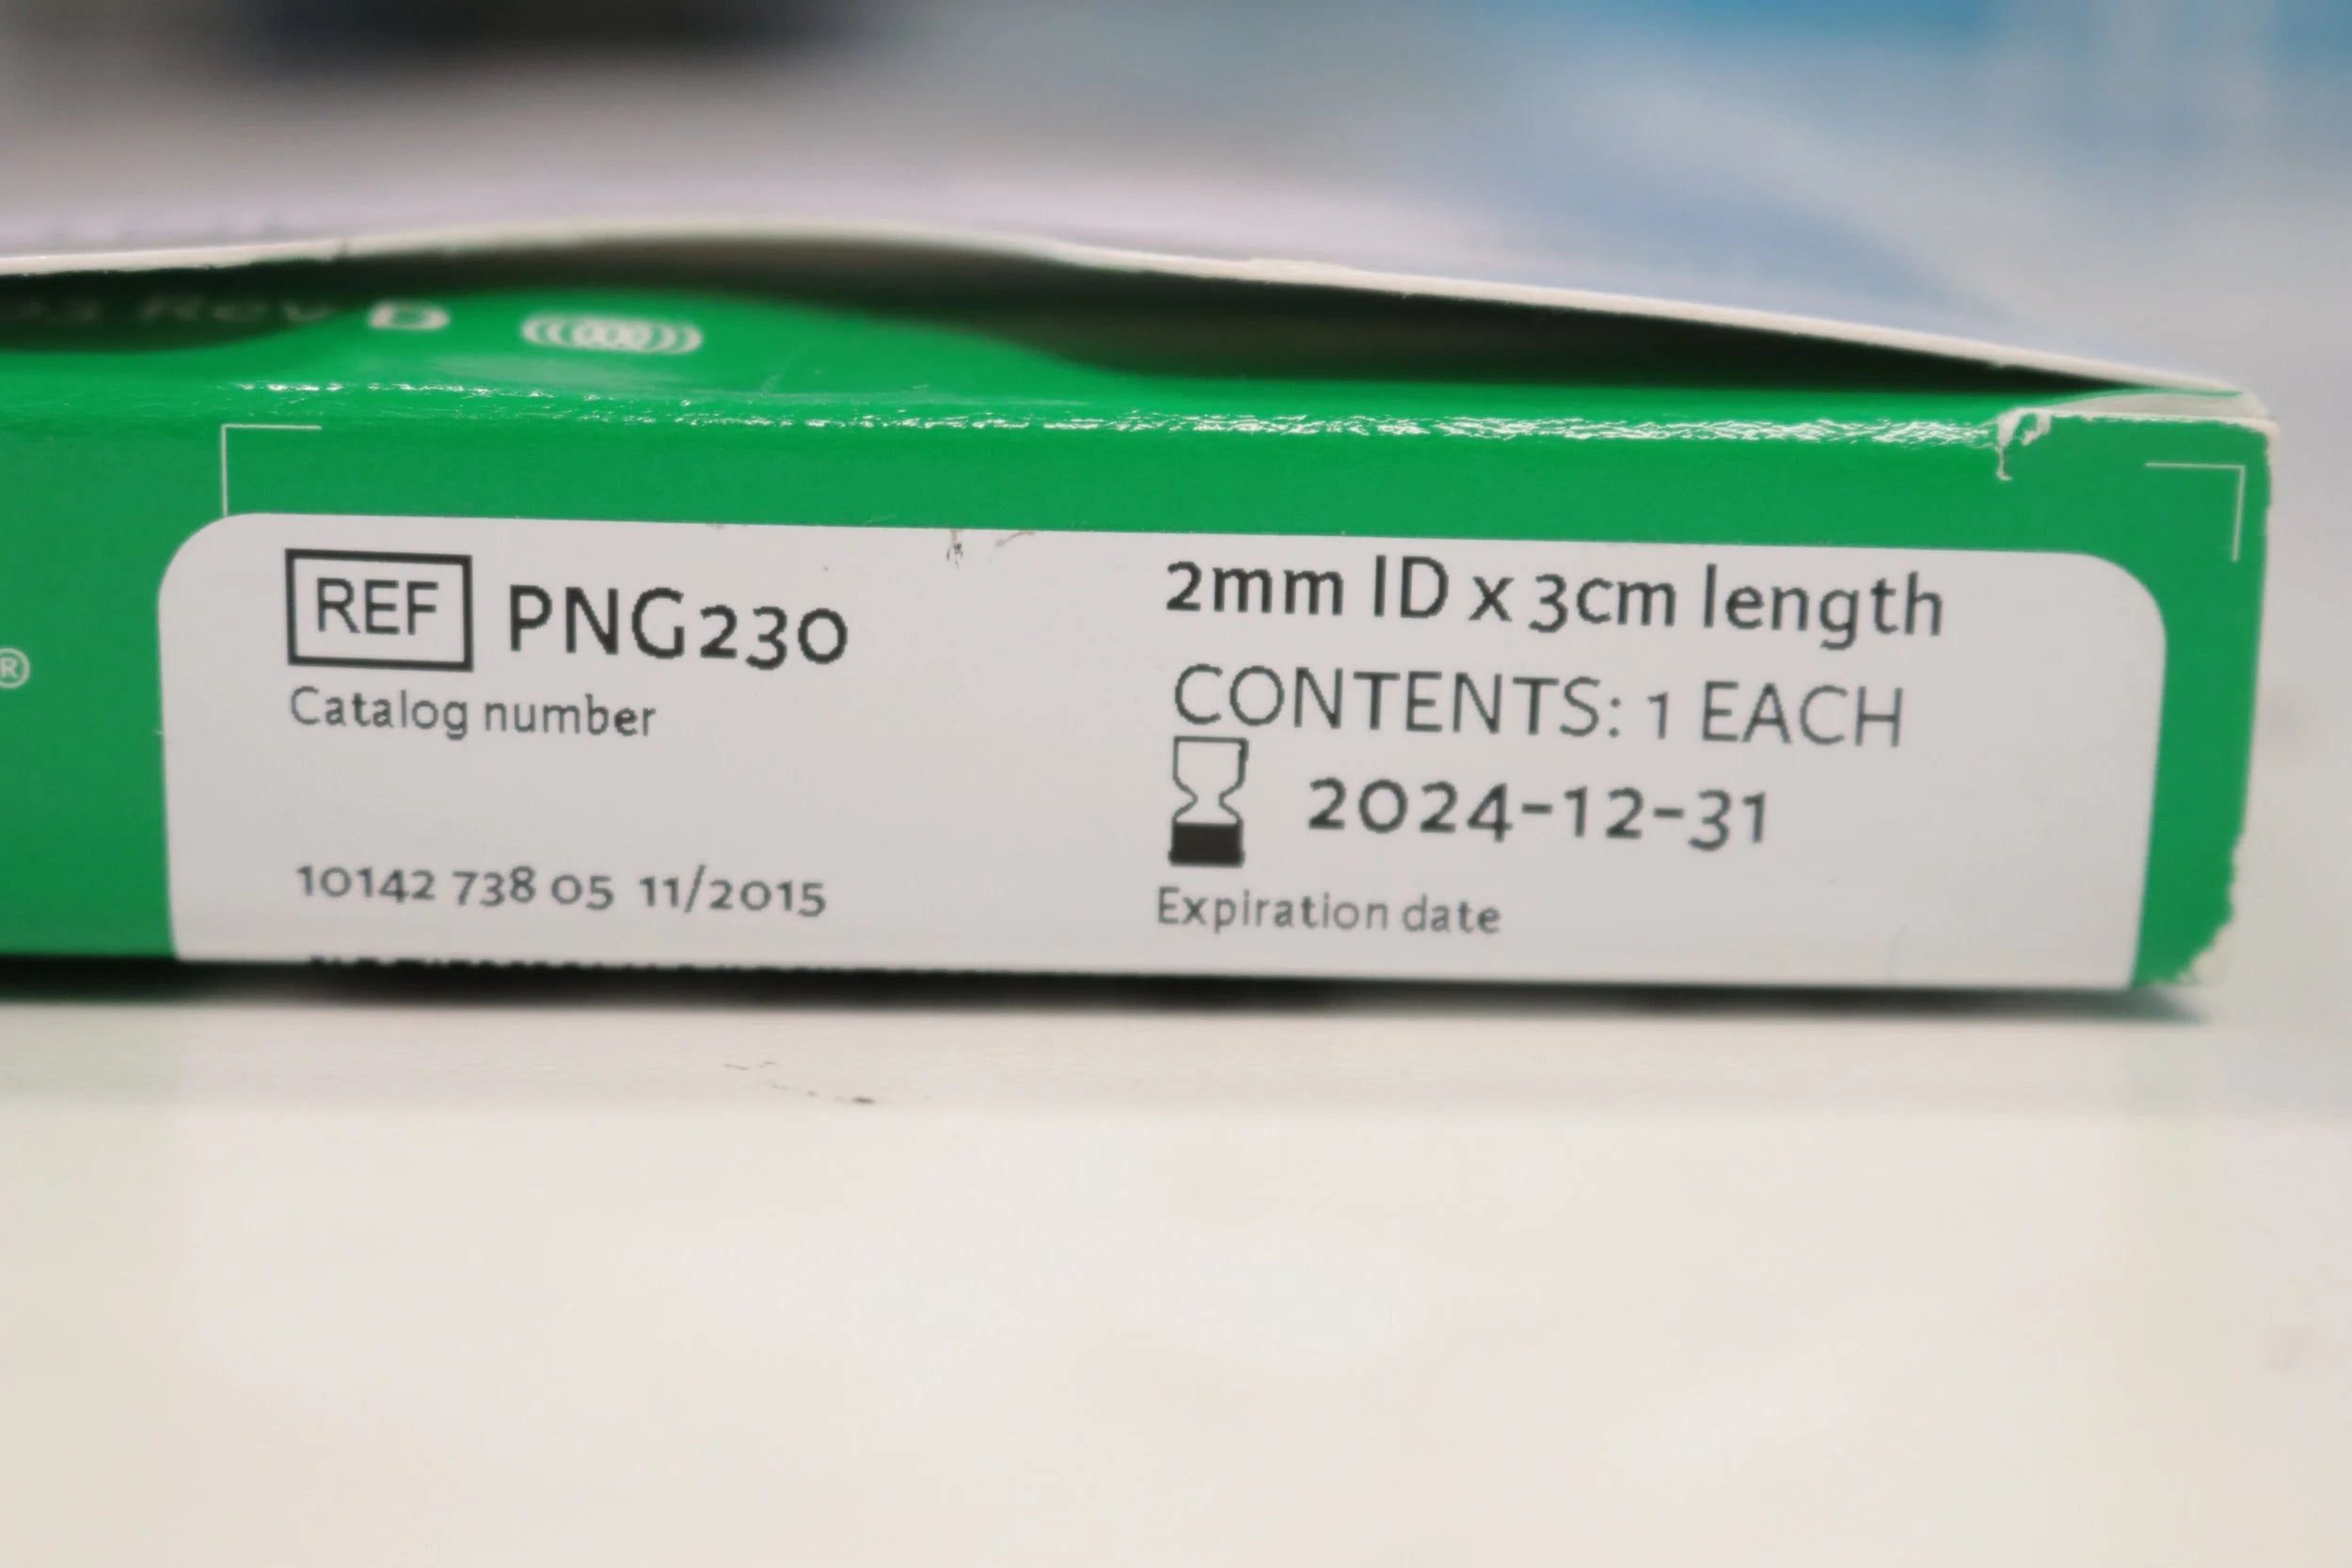 Rev D
®
REF PNG230
Catalog number
10142 738 05 11/2015
2mm ID x 3cm length
CONTENTS: 1 EACH
2024-12-31
Expiration date